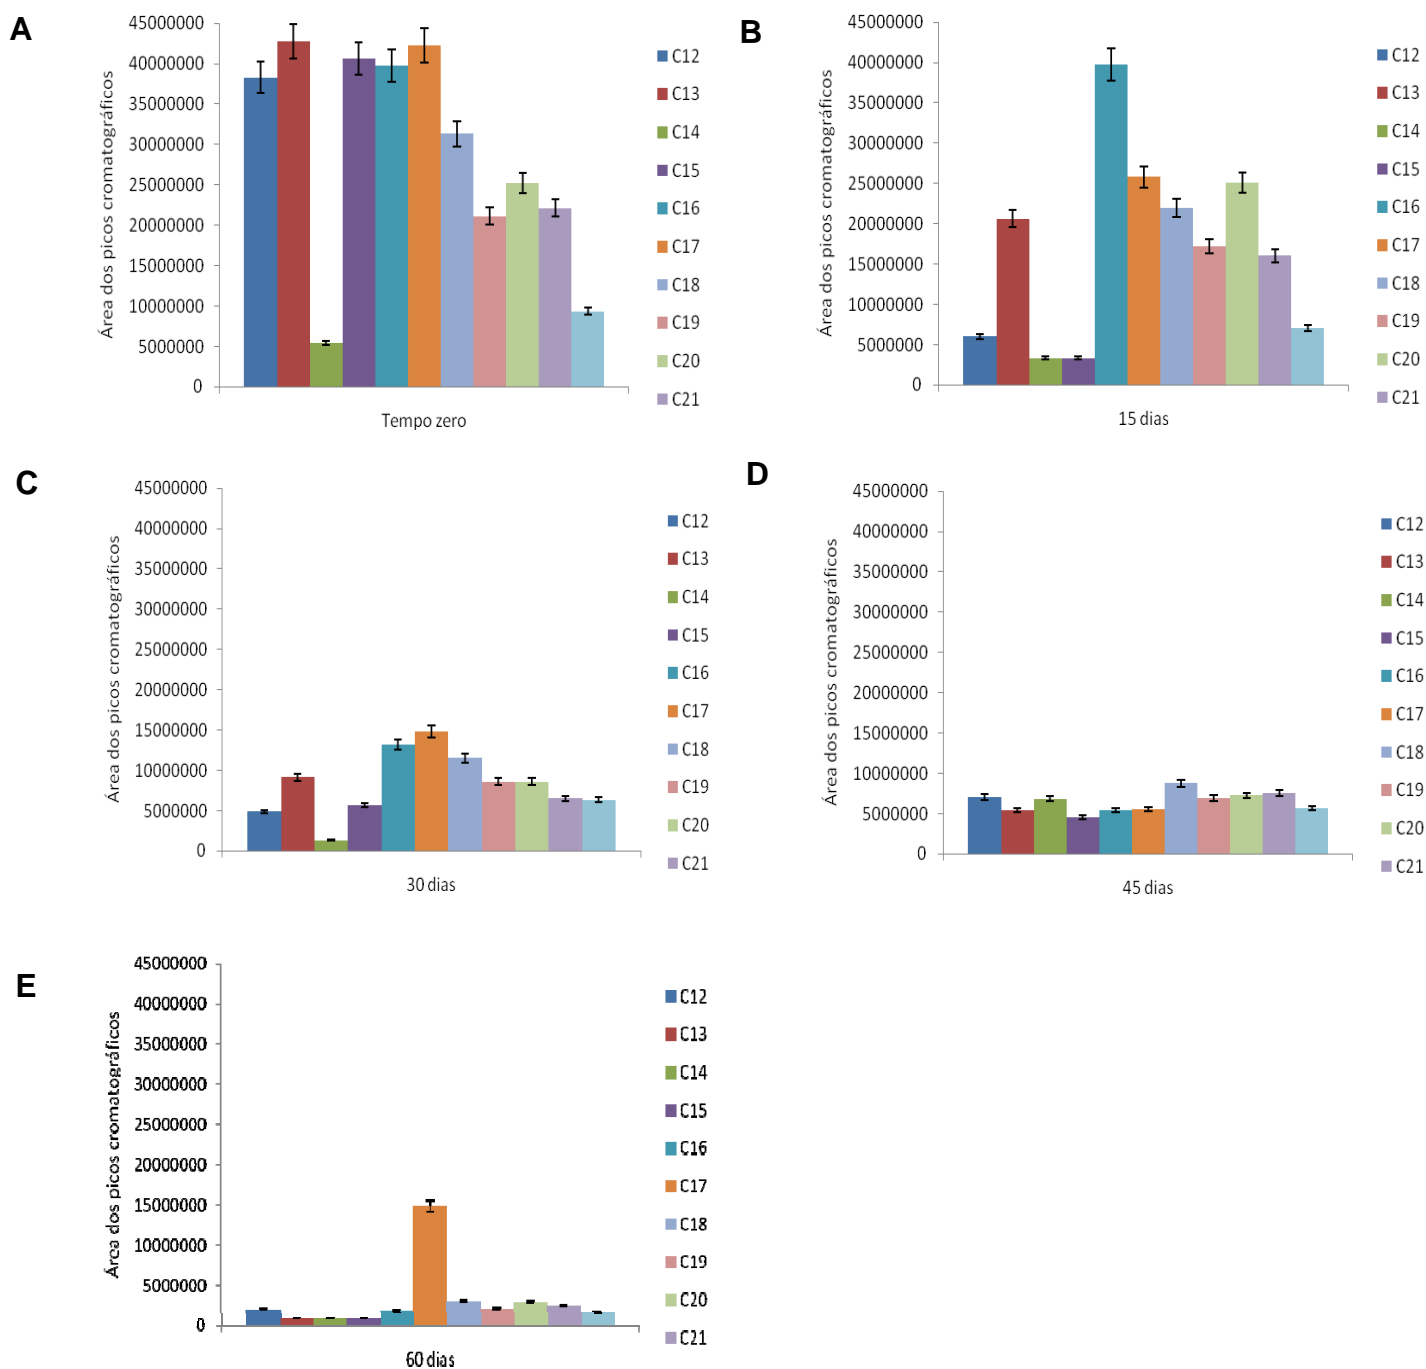 A
Área dos picos cromatográficos
45000000
40000000
35000000
30000000
25000000
20000000
15000000
10000000
5000000
0
Tempo zero
C12
C13
C14
C15
C16
C17
C18
C19
C20
C21
B
Área dos picos cromatográficos
45000000
40000000
35000000
30000000
25000000
20000000
15000000
10000000
5000000
0
15 dias
C12
C13
C14
C15
C16
C17
C18
C19
C20
C21
C
Área dos picos cromatográficos
45000000
40000000
35000000
30000000
25000000
20000000
15000000
10000000
5000000
0
30 dias
C12
C13
C14
C15
C16
C17
C18
C19
C20
C21
D
Área dos picos cromatográficos
45000000
40000000
35000000
30000000
25000000
20000000
15000000
10000000
5000000
0
45 dias
C12
C13
C14
C15
C16
C17
C18
C19
C20
C21
E
Área dos picos cromatográficos
45000000
40000000
35000000
30000000
25000000
20000000
15000000
10000000
5000000
0
60 dias
C12
C13
C14
C15
C16
C17
C18
C19
C20
C21